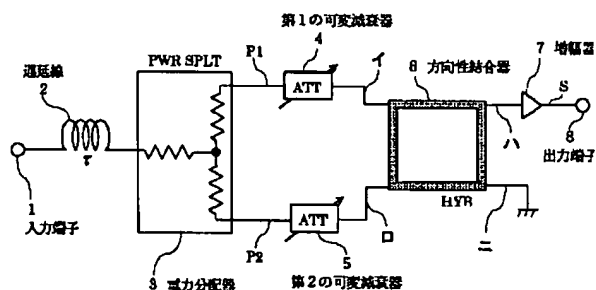 第1の可変減衰器
PWR SPLT
P1
4
ATT
イ
6 方向性結合器
7 増幅器
遅延線
2
τ
S
8
出力端子
ハ
1
入力端子
HYB
ニ
P2
ATT
5
ロ
3 電力分配器
第2の可変減衰器